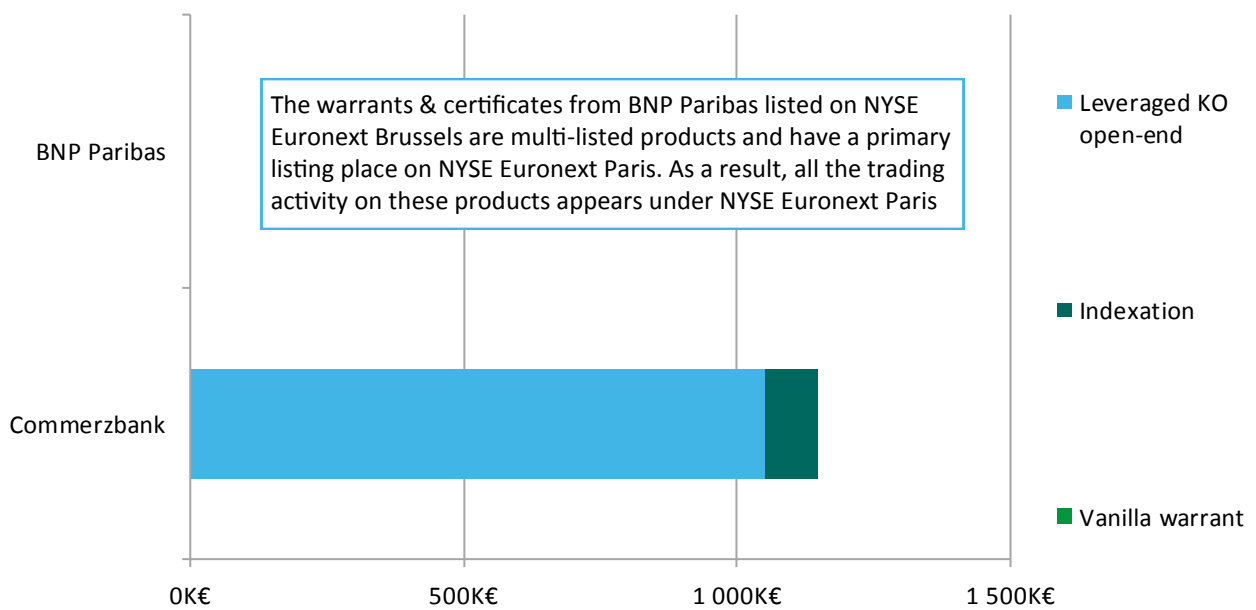 BNP Paribas
The warrants & certificates from BNP Paribas listed on NYSE
Euronext Brussels are multi-listed products and have a primary
listing place on NYSE Euronext Paris. As a result, all the trading
activity on these products appears under NYSE Euronext Paris
Commerzbank
0K€
500K€
1 000K€
1 500K€
Leveraged KO
open-end
Indexation
Vanilla warrant